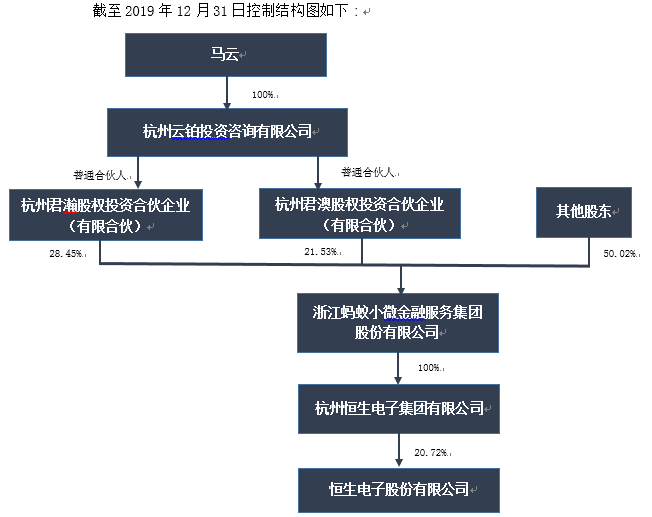 截至 2019 年 12 月 31 日控制结构图如下：
马云
100%
杭州云铂投资咨询有限公司
普通合伙人
普通合伙人
杭州君瀚股权投资合伙企业
（有限合伙）
杭州君澳股权投资合伙企业
（有限合伙）
其他股东
28.45%
21.53%
50.02%
浙江蚂蚁小微金融服务集团
股份有限公司
100%
杭州恒生电子集团有限公司
20.72%
恒生电子股份有限公司